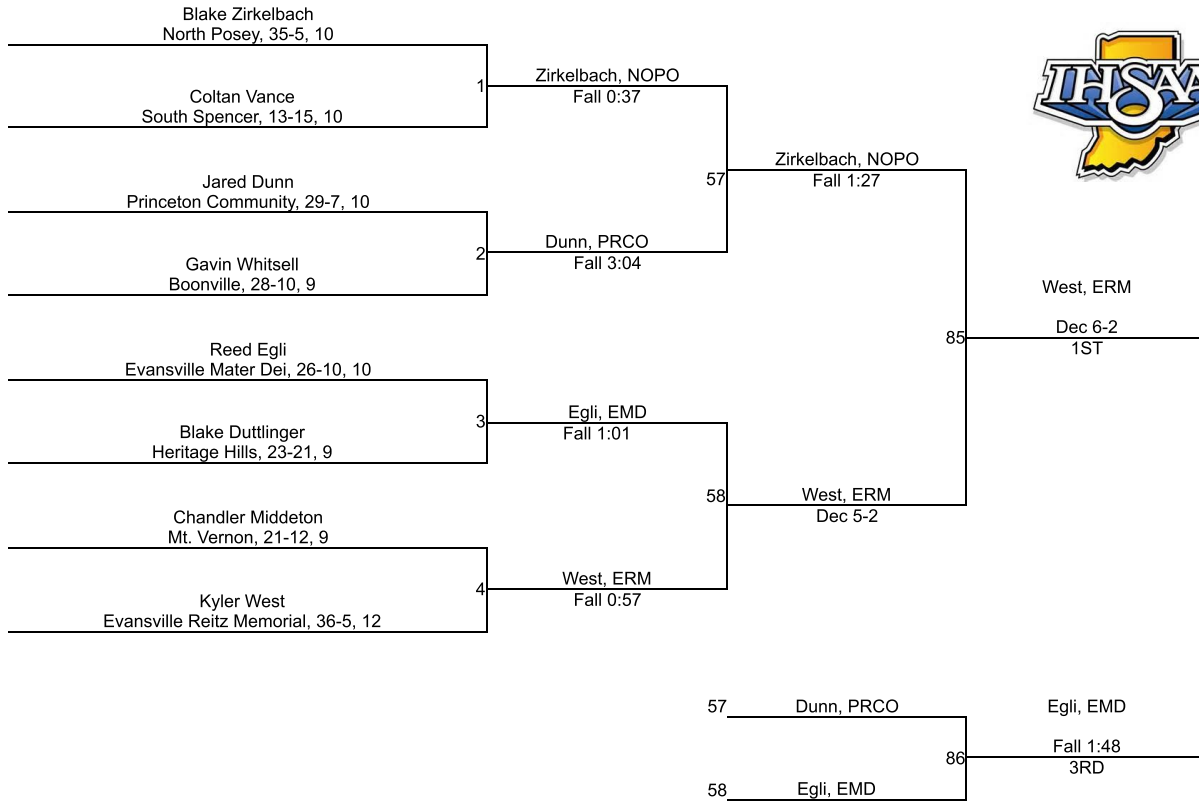 Blake Zirkelbach
North Posey, 35-5, 10
1
Coltan Vance
South Spencer, 13-15, 10
Zirkelbach, NOPO
Fall 0:37
57
Jared Dunn
Princeton Community, 29-7, 10
2
Gavin Whitsell
Boonville, 28-10, 9
Dunn, PRCO
Fall 3:04
Zirkelbach, NOPO
Fall 1:27
85
Reed Egli
Evansville Mater Dei, 26-10, 10
3
Blake Duttlinger
Heritage Hills, 23-21, 9
Egli, EMD
Fall 1:01
58
Chandler Middeton
Mt. Vernon, 21-12, 9
4
Kyler West
Evansville Reitz Memorial, 36-5, 12
West, ERM
Fall 0:57
West, ERM
Dec 5-2
IHSAA
West, ERM
Dec 6-2
1ST
57
Dunn, PRCO
86
58
Egli, EMD
Egli, EMD
Fall 1:48
3RD